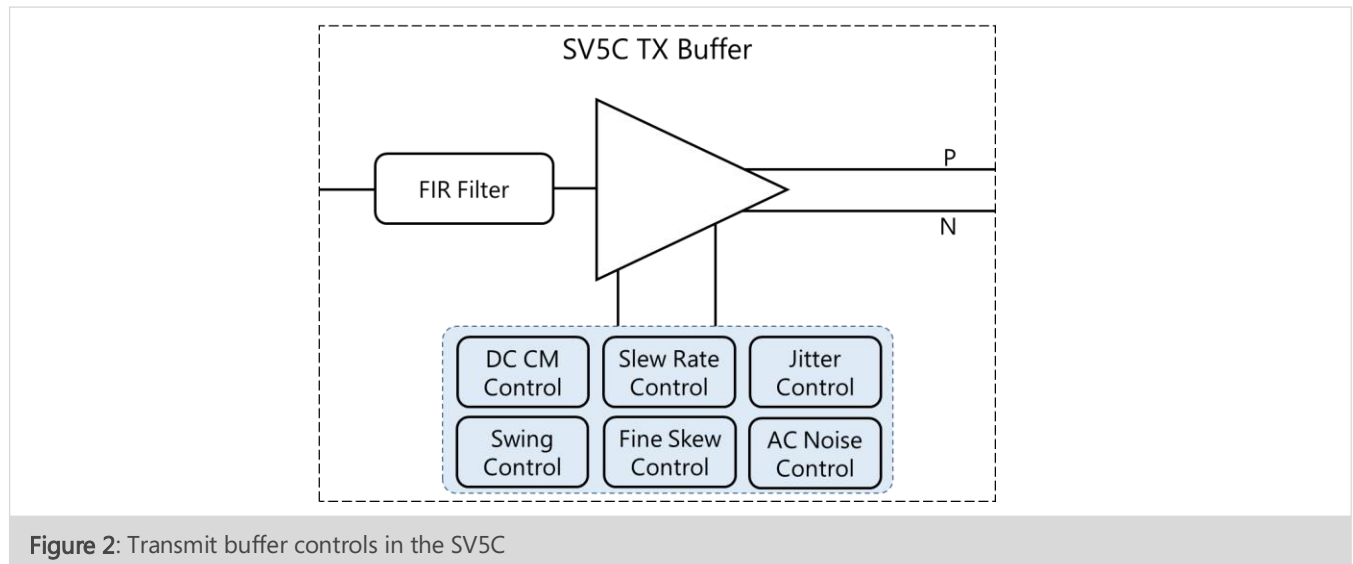 SV5C TX Buffer
FIR Filter
P
N
DC CM
Control
Slew Rate
Control
Jitter
Control
Swing
Control
Fine Skew
Control
AC Noise
Control
Figure 2: Transmit buffer controls in the SV5C